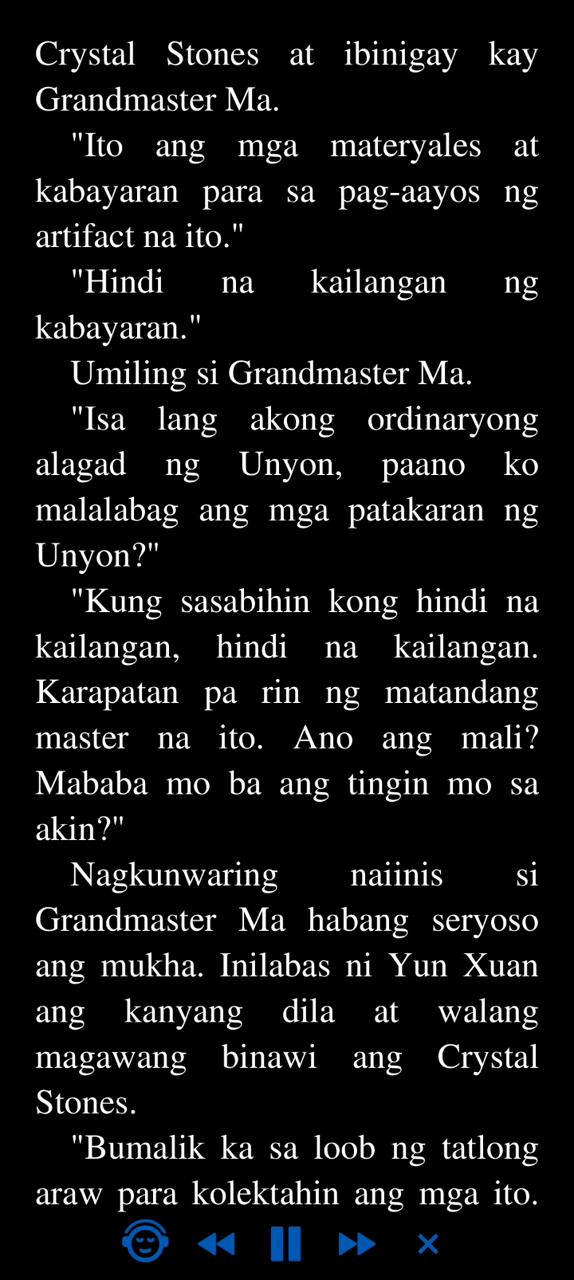 Crystal Stones at ibinigay kay
Grandmaster Ma.
"Ito ang mga materyales at
kabayaran para sa pag-aayos ng
artifact na ito."
"Hindi na kailangan ng
kabayaran."
Umiling si Grandmaster Ma.
"Isa lang akong ordinaryong
alagad ng Unyon, paano ko
malalabag ang mga patakaran ng
Unyon?"
"Kung sasabihin kong hindi na
kailangan, hindi na kailangan.
Karapatan pa rin ng matandang
master na ito. Ano ang mali?
Mababa mo ba ang tingin mo sa
akin?"
Nagkunwaring naiinis si
Grandmaster Ma habang seryoso
ang mukha. Inilabas ni Yun Xuan
ang kanyang dila at walang
magawang binawi ang Crystal
Stones.
"Bumalik ka sa loob ng tatlong
araw para kolektahin ang mga ito.